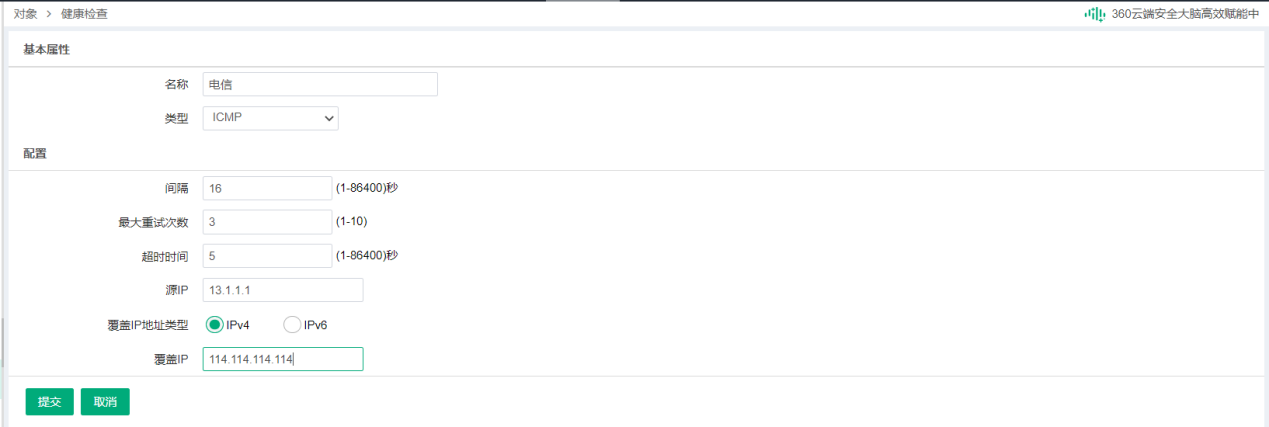 对象 > 健康检查
360云端安全大脑高效赋能中
基本属性
名称 电信
类型 ICMP
配置
间隔 16 (1-86400)秒
最大重试次数 3 (1-10)
超时时间 5 (1-86400)秒
源IP 13.1.1.1
覆盖IP地址类型 IPv4 IPv6
覆盖IP 114.114.114.114
提交 取消